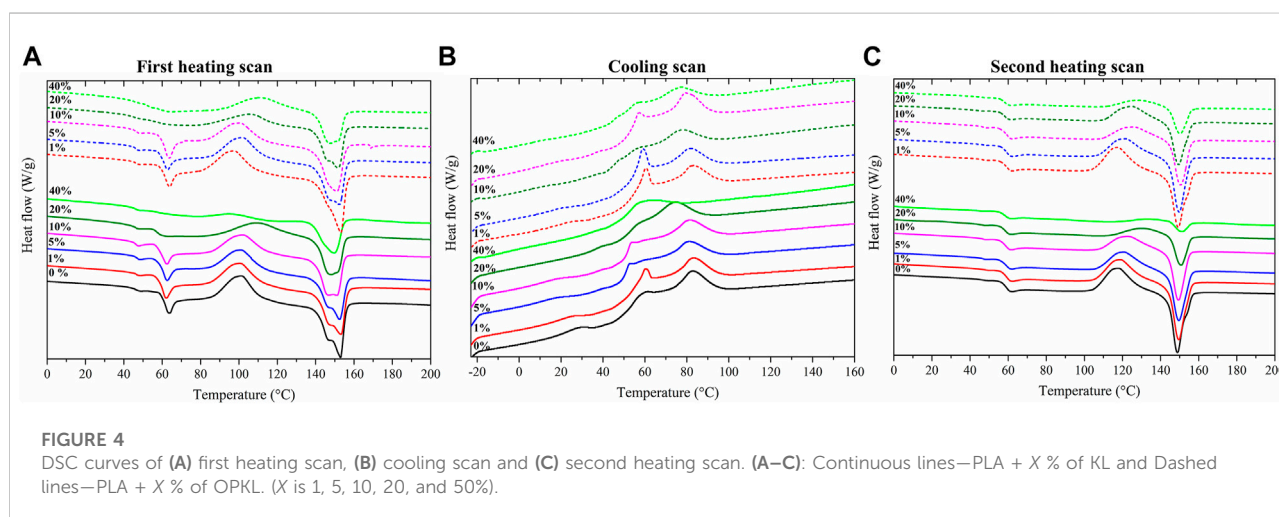 A
First heating scan
40%
20%
10%
5%
1%
40%
20%
10%
5%
1%
0 %
Heat flow (W/g)
0 20 40 60 80 100 120 140 160 180 200
Temperature (°C)
B
Cooling scan
40%
20%
10%
5%
1%
40%
20%
10%
5%
1%
0%
Heat flow (W/g)
-20 0 20 40 60 80 100 120 140 160
Temperature (°C)
C
Second heating scan
40%
20%
10%
5%
1%
40%
20%
10%
5%
1%
0%
Heat flow (W/g)
0 20 40 60 80 100 120 140 160 180 200
Temperature (°C)
FIGURE 4
DSC curves of (A) first heating scan, (B) cooling scan and (C) second heating scan. (A–C): Continuous lines—PLA + X % of KL and Dashed
lines—PLA + X % of OPKL. (X is 1, 5, 10, 20, and 50%).